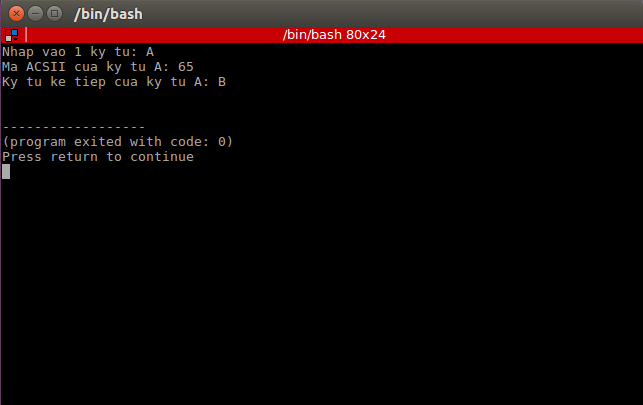 /bin/bash
/bin/bash 80x24
Nhap vao 1 ky tu: A
Ma ACSII cua ky tu A: 65
Ky tu ke tiep cua ky tu A: B
------------------
(program exited with code: 0)
Press return to continue